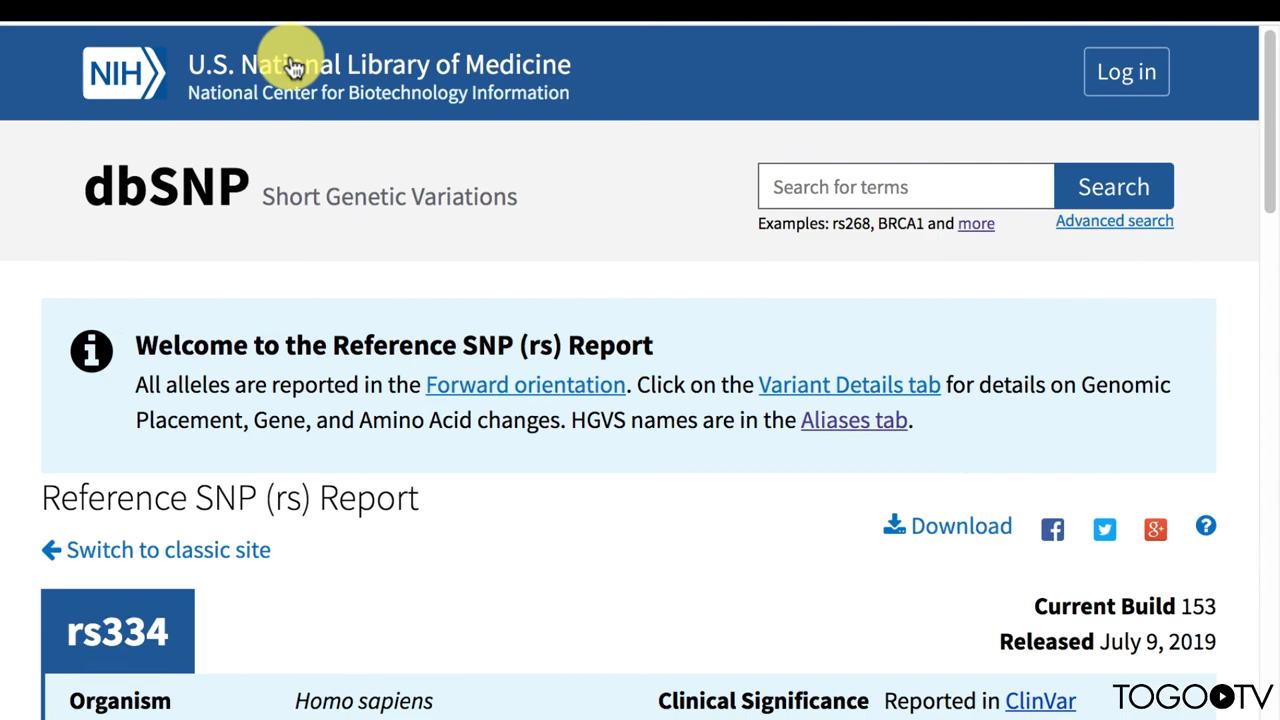 NIH
U.S. National Library of Medicine
National Center for Biotechnology Information
Log in
dbSNP Short Genetic Variations
Search for terms
Search
Examples: rs268, BRCA1 and more
Advanced search
Welcome to the Reference SNP (rs) Report
All alleles are reported in the Forward orientation. Click on the Variant Details tab for details on Genomic
Placement, Gene, and Amino Acid changes. HGVS names are in the Aliases tab.
Reference SNP (rs) Report
Switch to classic site
Download
rs334
Current Build 153
Released July 9, 2019
Organism Homo sapiens
Clinical Significance Reported in ClinVar
TOGO TV